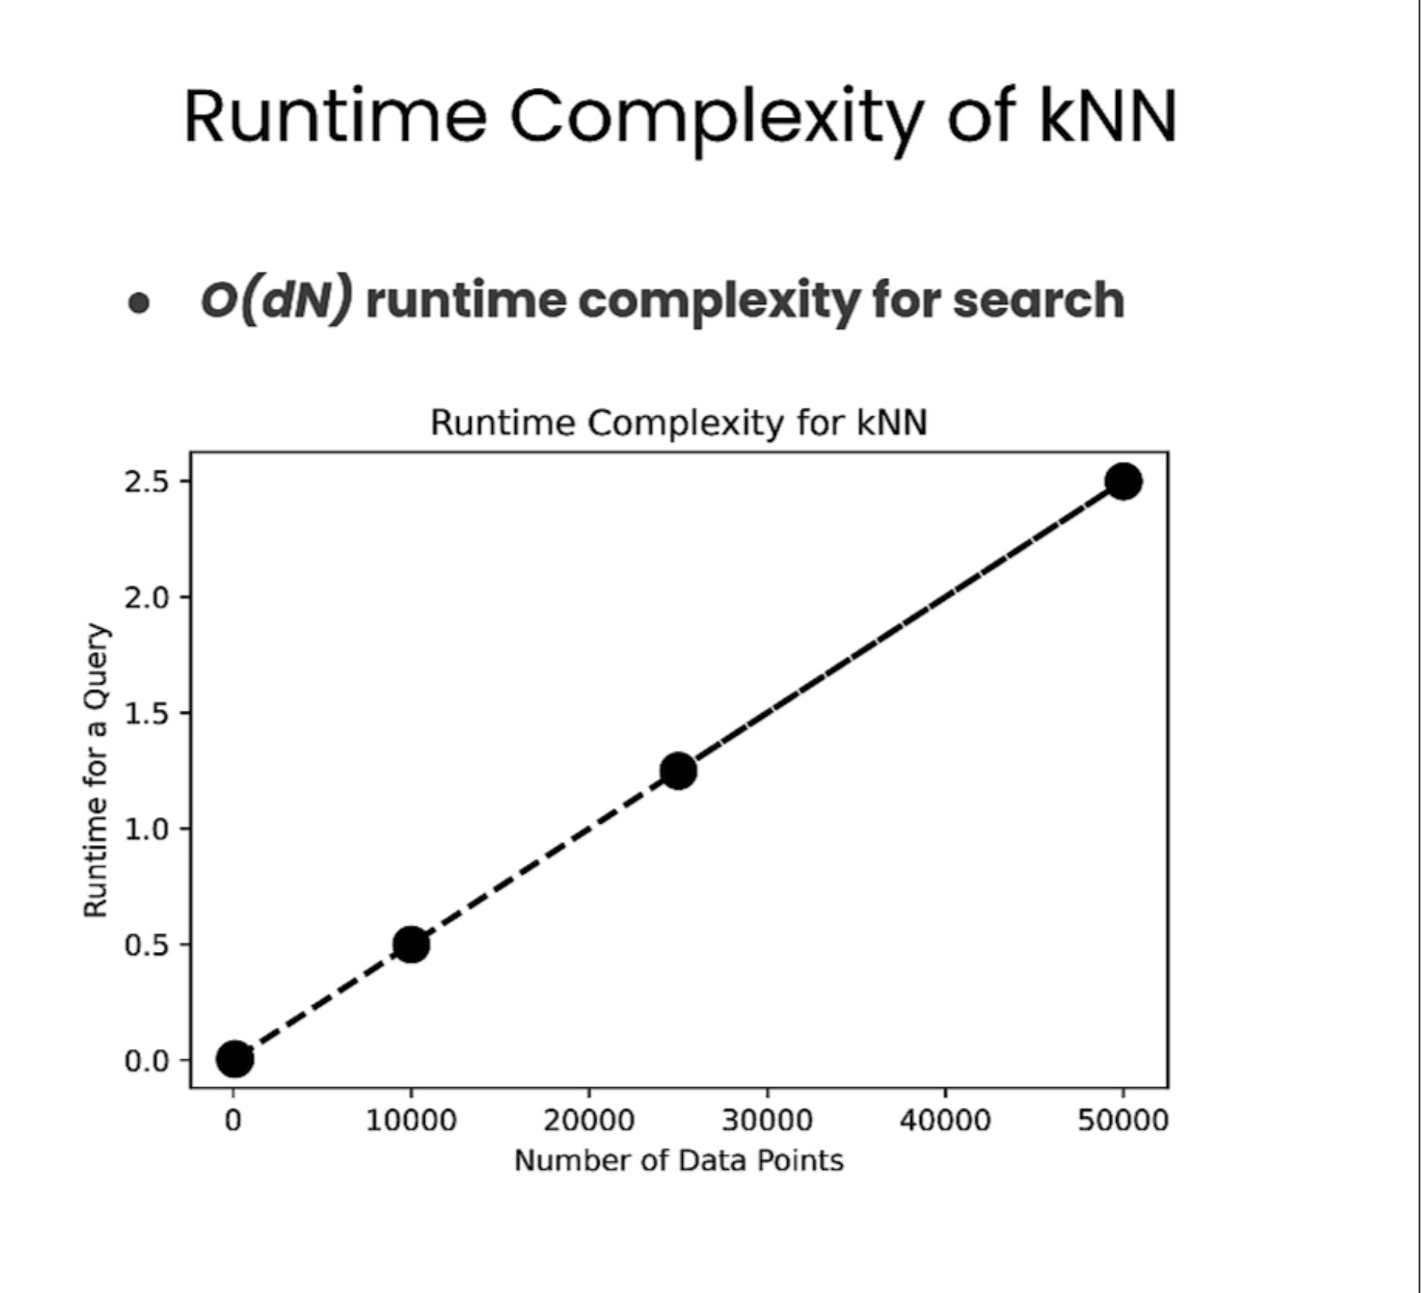 Runtime Complexity of kNN
● O(dN) runtime complexity for search
Runtime Complexity for kNN
2.5
2.0
1.5
1.0
0.5
0.0
Runtime for a Query
0 10000 20000 30000 40000 50000
Number of Data Points